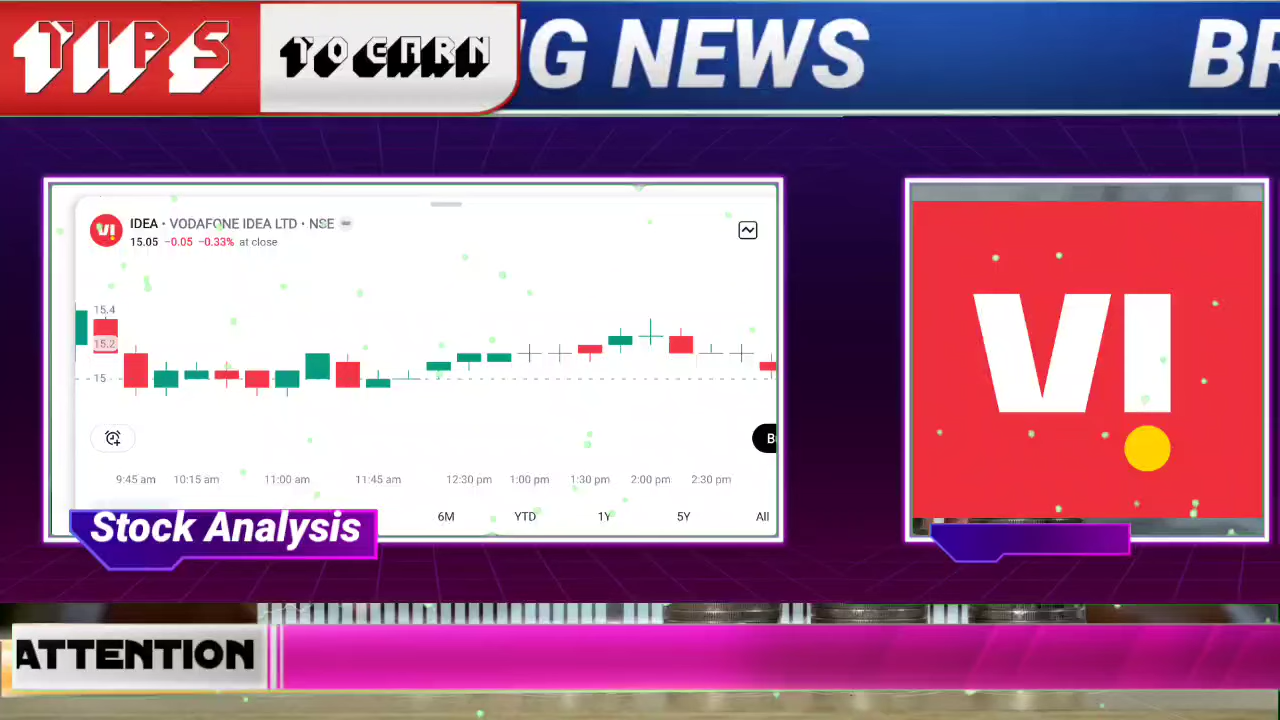 TIPS
TO EARN
G NEWS
BR
IDEA • VODAFONE IDEA LTD • NSE
15.05 −0.05 −0.33% at close
15.4
15.2
15
B
9:45 am 10:15 am 11:00 am 11:45 am 12:30 pm 1:00 pm 1:30 pm 2:00 pm 2:30 pm
6M YTD 1Y 5Y All
Stock Analysis
VI
ATTENTION